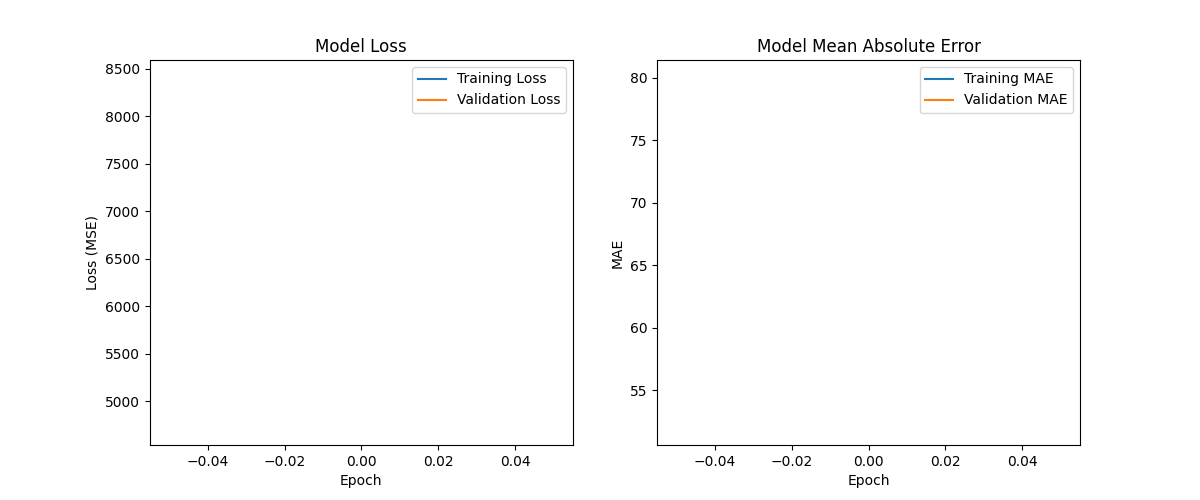 Model Loss
8500
8000
7500
7000
6500
6000
5500
5000
Loss (MSE)
Training Loss
Validation Loss
−0.04
−0.02
0.00
0.02
0.04
Epoch
Model Mean Absolute Error
80
75
70
65
60
55
MAE
Training MAE
Validation MAE
−0.04
−0.02
0.00
0.02
0.04
Epoch